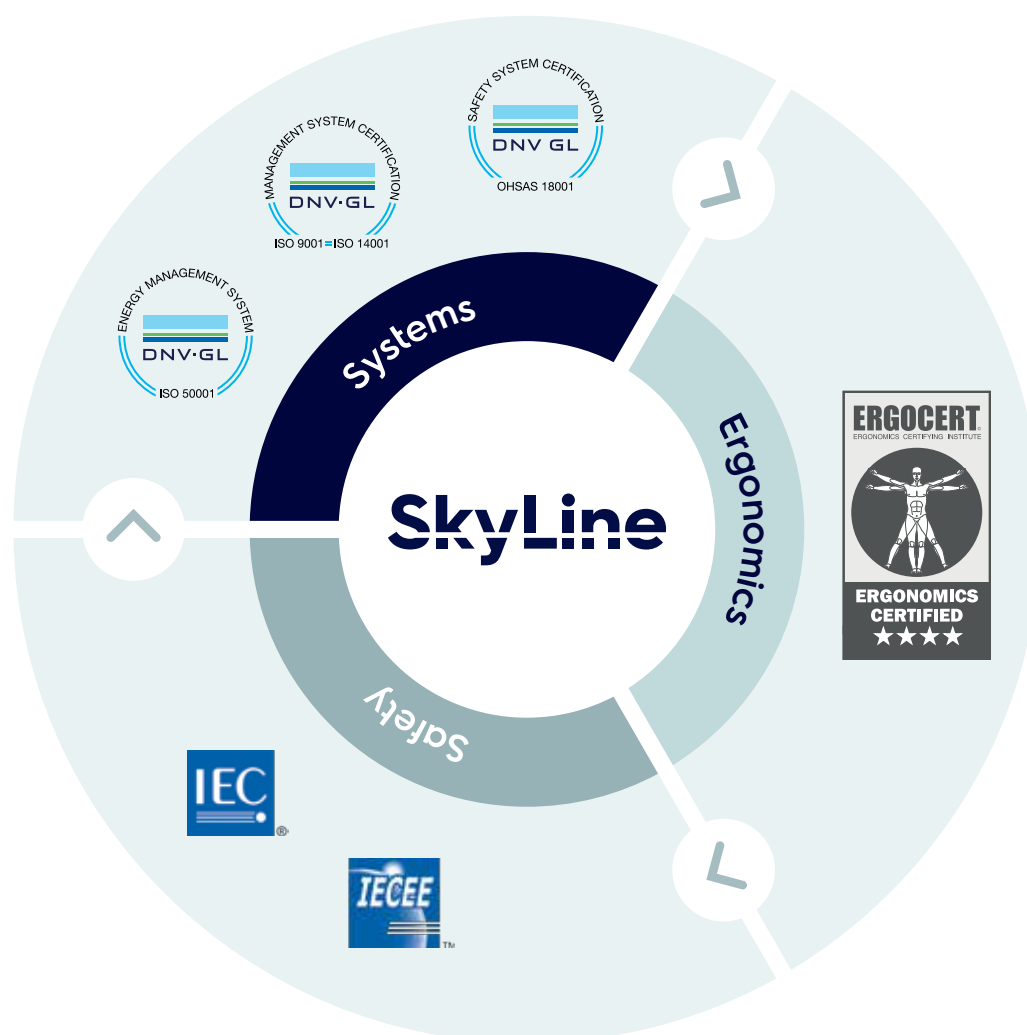 SAFETY SYSTEM CERTIFICATION
DNV GL
OHSAS 18001
MANAGEMENT SYSTEM CERTIFICATION
DNV·GL
ISO 9001=ISO 14001
ENERGY MANAGEMENT SYSTEM
DNV·GL
ISO 50001
Systems
Ergonomics
Safety
SkyLine
ERGOCERT
ERGONOMICS CERTIFYING INSTITUTE
ERGONOMICS
CERTIFIED
IEC
®
IECEE
TM